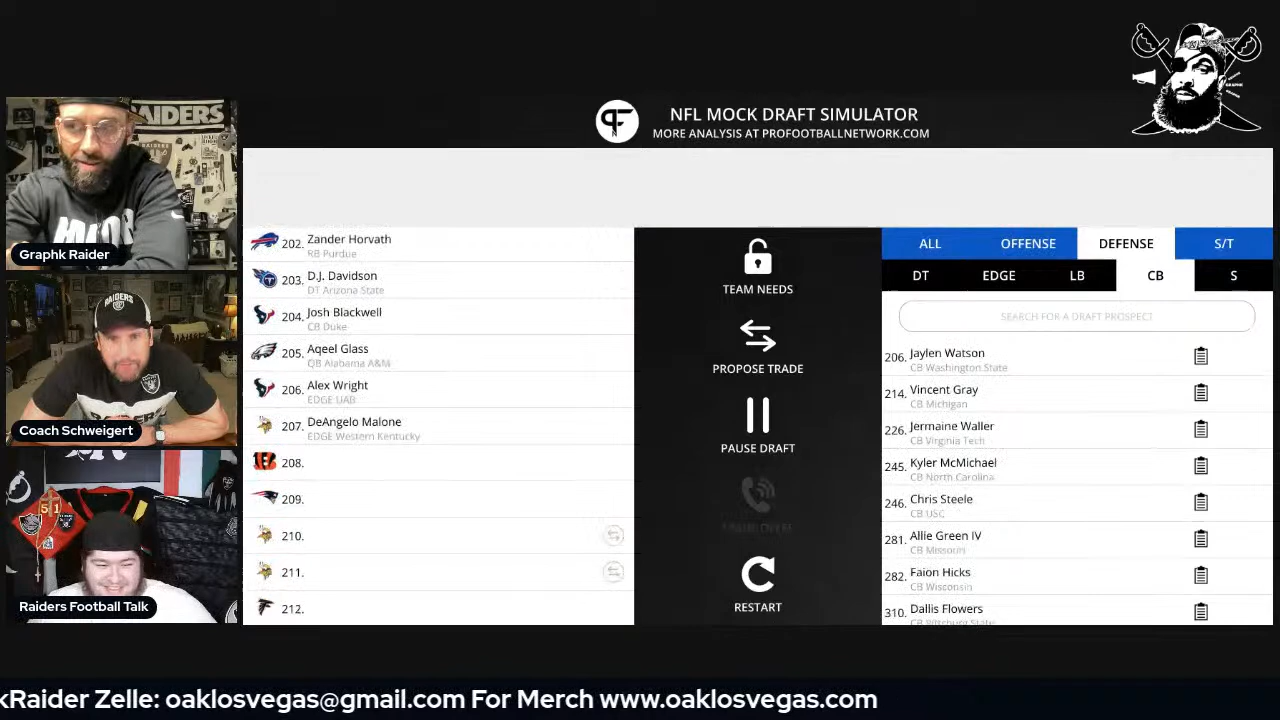 NFL MOCK DRAFT SIMULATOR
MORE ANALYSIS AT PROFOOTBALLNETWORK.COM
RAIDERS
Graphk Raider
RAIDERS
Coach Schweigert
51
Raiders Football Talk
202. Zander Horvath
RB Purdue
203. D.J. Davidson
DT Arizona State
204. Josh Blackwell
CB Duke
205. Aqeel Glass
QB Alabama A&M
206. Alex Wright
EDGE UAB
207. DeAngelo Malone
EDGE Western Kentucky
208.
209.
210.
211.
212.
TEAM NEEDS
PROPOSE TRADE
PAUSE DRAFT
RESTART
ALL OFFENSE DEFENSE S/T
DT EDGE LB CB S
SEARCH FOR A DRAFT PROSPECT
206. Jaylen Watson
CB Washington State
214. Vincent Gray
CB Michigan
226. Jermaine Waller
CB Virginia Tech
245. Kyler McMichael
CB North Carolina
246. Chris Steele
CB USC
281. Allie Green IV
CB Missouri
282. Faion Hicks
CB Wisconsin
310. Dallis Flowers
CB Pittsburg State
kRaider Zelle: oaklosvegas@gmail.com For Merch www.oaklosvegas.com